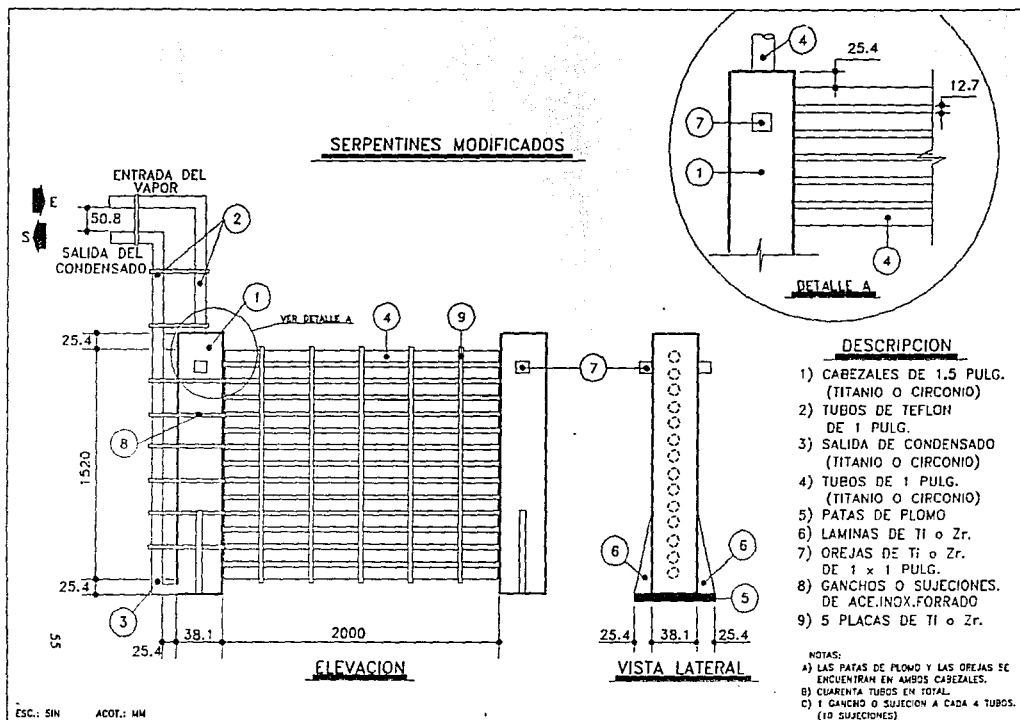 4
25.4
12.7
7
1
4
DETALLE A
SERPENTINES MODIFICADOS
ENTRADA DEL
VAPOR
E
50.8
S
2
SALIDA DEL
CONDENSADO
1
VER DETALLE A
4
9
25.4
7
8
1520
6
6
25.4
3
5
25.4
38.1
2000
25.4
38.1
25.4
55
ELEVACION
VISTA LATERAL
ESC.: SIN
ACOT.: MM
DESCRIPCION
1) CABEZALES DE 1.5 PULG.
(TITANIO O CIRCONIO)
2) TUBOS DE TEFLON
DE 1 PULG.
3) SALIDA DE CONDENSADO
(TITANIO O CIRCONIO)
4) TUBOS DE 1 PULG.
(TITANIO O CIRCONIO)
5) PATAS DE PLOMO
6) LAMINAS DE Ti o Zr.
7) OREJAS DE Ti o Zr.
DE 1 x 1 PULG.
8) GANCHOS O SUJECIONES.
DE ACE.INOX.FORRADO
9) 5 PLACAS DE Ti o Zr.
NOTAS:
A) LAS PATAS DE PLOMO Y LAS OREJAS SE
ENCUENTRAN EN AMBOS CABEZALES.
B) CUARENTA TUBOS EN TOTAL.
C) 1 GANCHO O SUJECION A CADA 4 TUBOS.
(10 SUJECIONES)